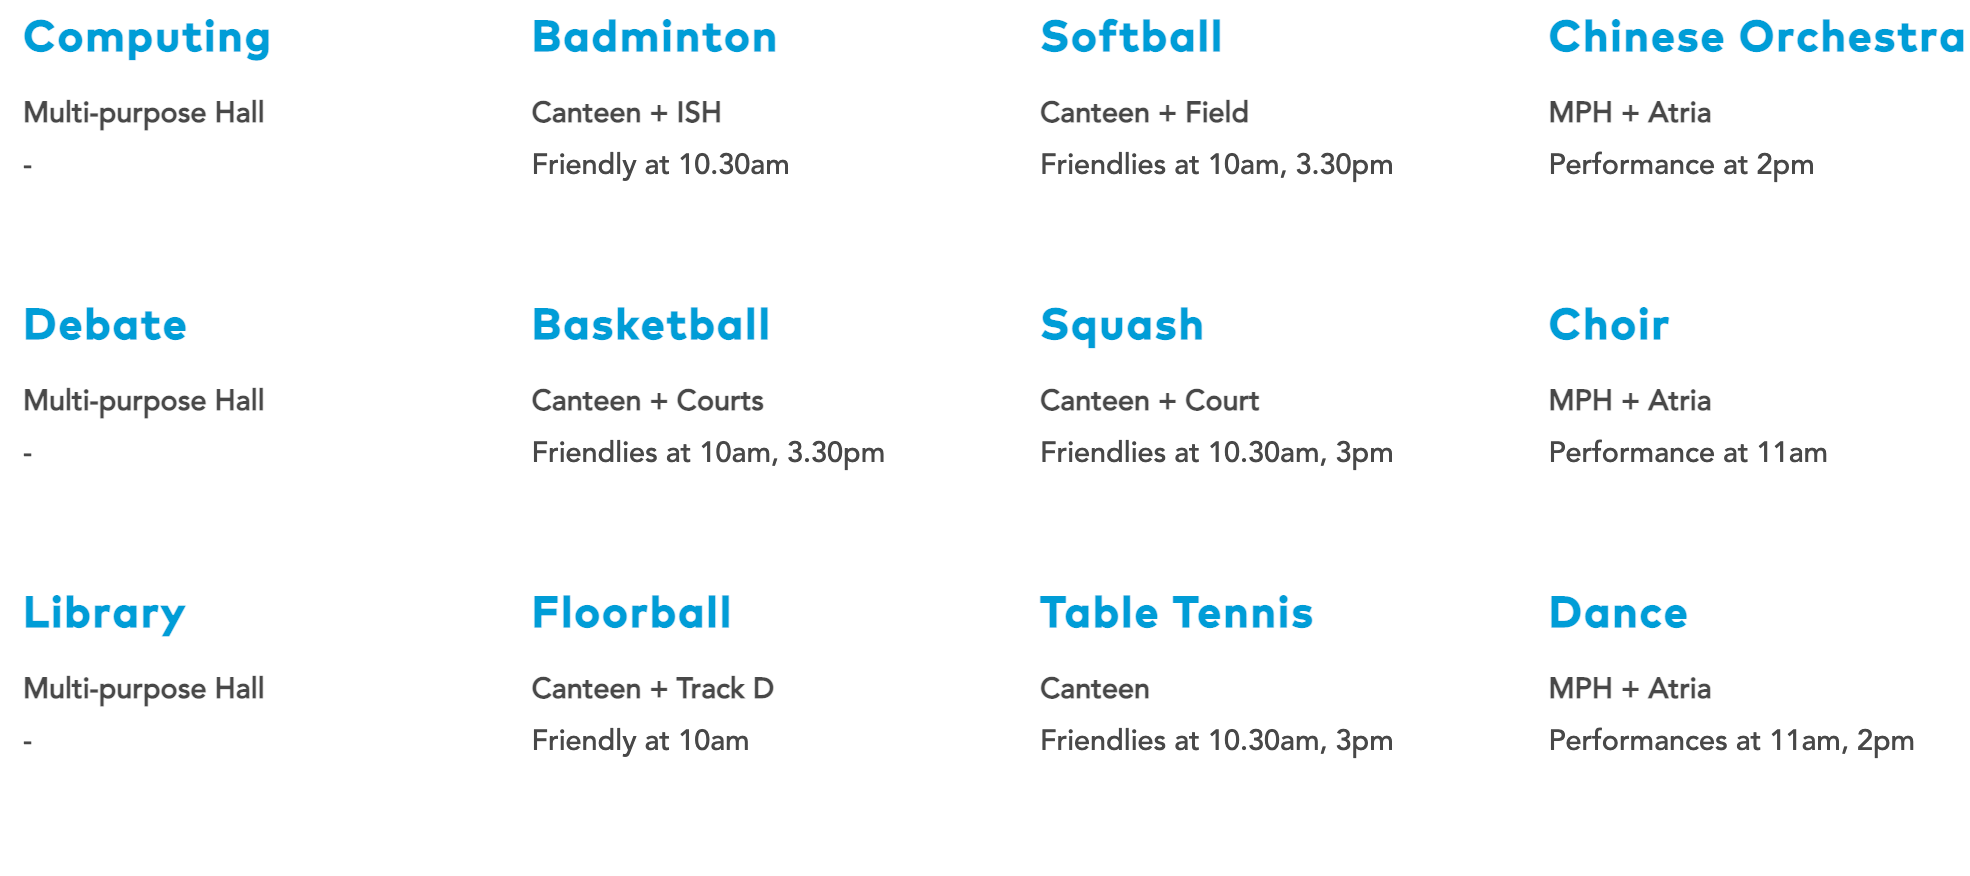 Computing
Multi-purpose Hall
-
Badminton
Canteen + ISH
Friendly at 10.30am
Softball
Canteen + Field
Friendlies at 10am, 3.30pm
Chinese Orchestra
MPH + Atria
Performance at 2pm
Debate
Multi-purpose Hall
-
Basketball
Canteen + Courts
Friendlies at 10am, 3.30pm
Squash
Canteen + Court
Friendlies at 10.30am, 3pm
Choir
MPH + Atria
Performance at 11am
Library
Multi-purpose Hall
-
Floorball
Canteen + Track D
Friendly at 10am
Table Tennis
Canteen
Friendlies at 10.30am, 3pm
Dance
MPH + Atria
Performances at 11am, 2pm